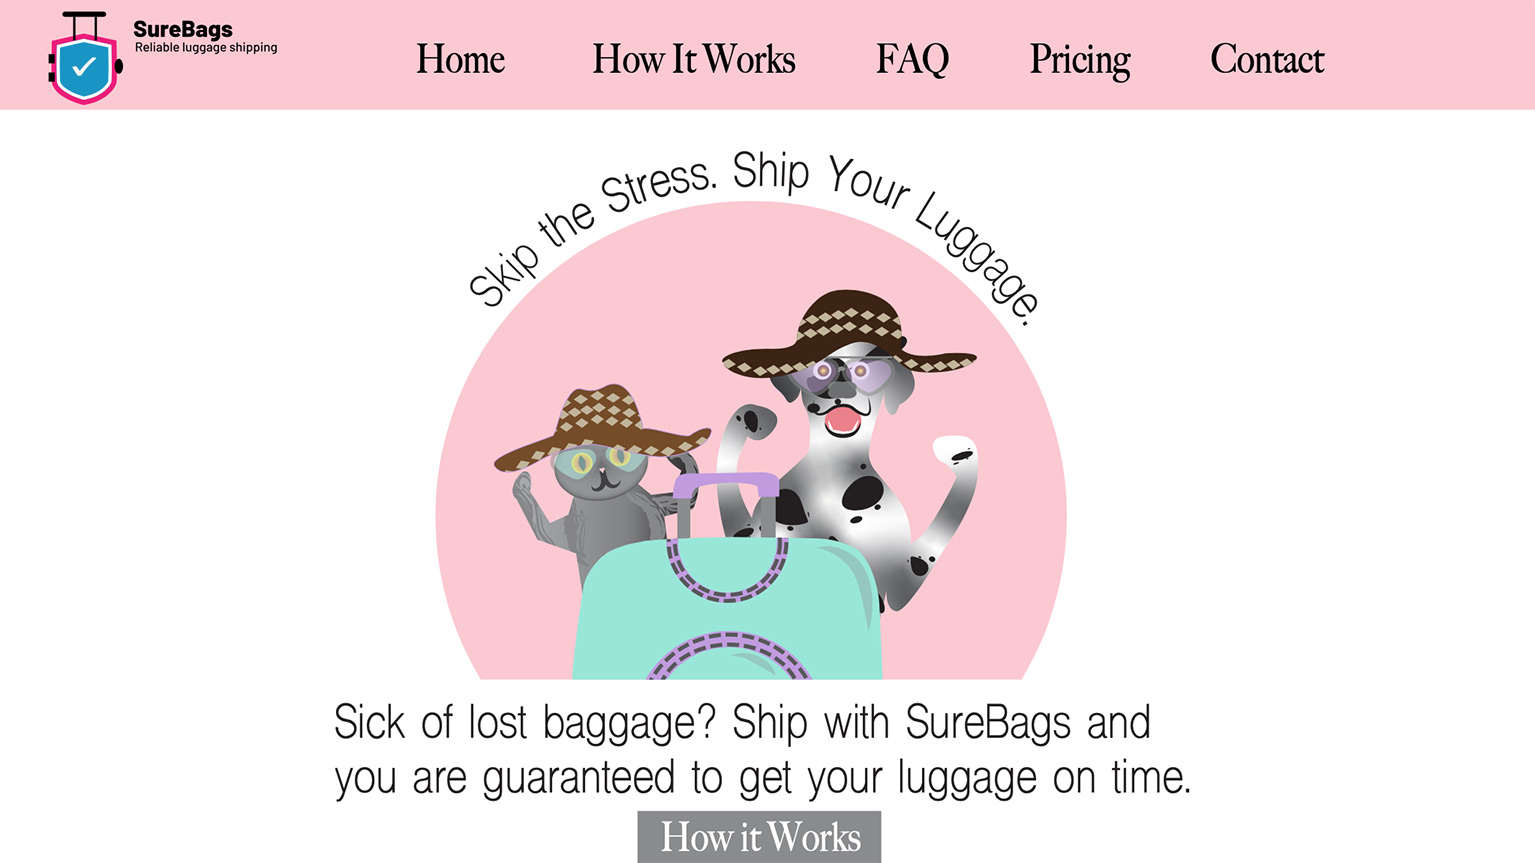 SureBags
Reliable luggage shipping
Home
How It Works
FAQ
Pricing
Contact
Skip the Stress. Ship Your Luggage.
Sick of lost baggage? Ship with SureBags and
you are guaranteed to get your luggage on time.
How it Works